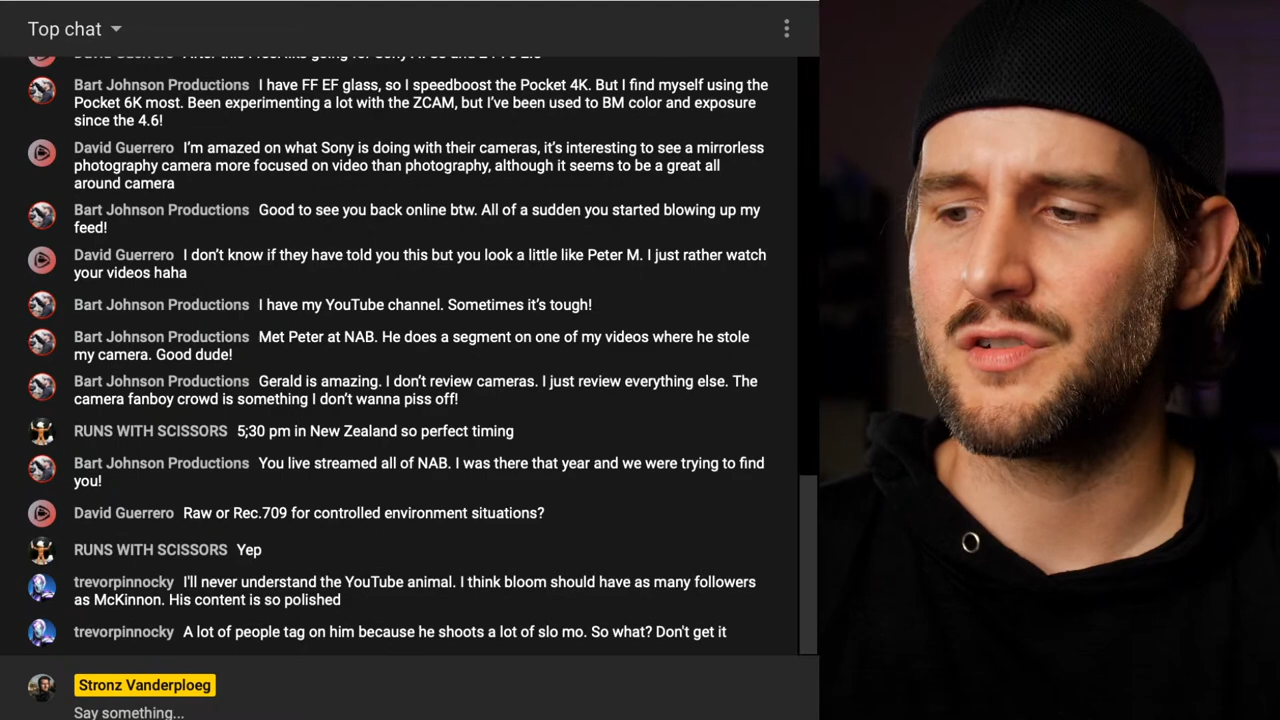 Top chat
Bart Johnson Productions I have FF EF glass, so I speedboost the Pocket 4K. But I find myself using the
Pocket 6K most. Been experimenting a lot with the ZCAM, but I've been used to BM color and exposure
since the 4.6!
David Guerrero I'm amazed on what Sony is doing with their cameras, it's interesting to see a mirrorless
photography camera more focused on video than photography, although it seems to be a great all
around camera
Bart Johnson Productions Good to see you back online btw. All of a sudden you started blowing up my
feed!
David Guerrero I don't know if they have told you this but you look a little like Peter M. I just rather watch
your videos haha
Bart Johnson Productions I have my YouTube channel. Sometimes it's tough!
Bart Johnson Productions Met Peter at NAB. He does a segment on one of my videos where he stole
my camera. Good dude!
Bart Johnson Productions Gerald is amazing. I don't review cameras. I just review everything else. The
camera fanboy crowd is something I don't wanna piss off!
RUNS WITH SCISSORS 5;30 pm in New Zealand so perfect timing
Bart Johnson Productions You live streamed all of NAB. I was there that year and we were trying to find
you!
David Guerrero Raw or Rec.709 for controlled environment situations?
RUNS WITH SCISSORS Yep
trevorpinnocky I'll never understand the YouTube animal. I think bloom should have as many followers
as McKinnon. His content is so polished
trevorpinnocky A lot of people tag on him because he shoots a lot of slo mo. So what? Don't get it
Stronz Vanderploeg
Say something...